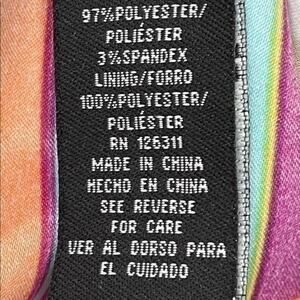 97%POLYESTER/
POLIÉSTER
3%SPANDEX
LINING/FORRO
100%POLYESTER/
POLIÉSTER
RN 126311
MADE IN CHINA
HECHO EN CHINA
SEE REVERSE
FOR CARE
VER AL DORSO PARA
EL CUIDADO